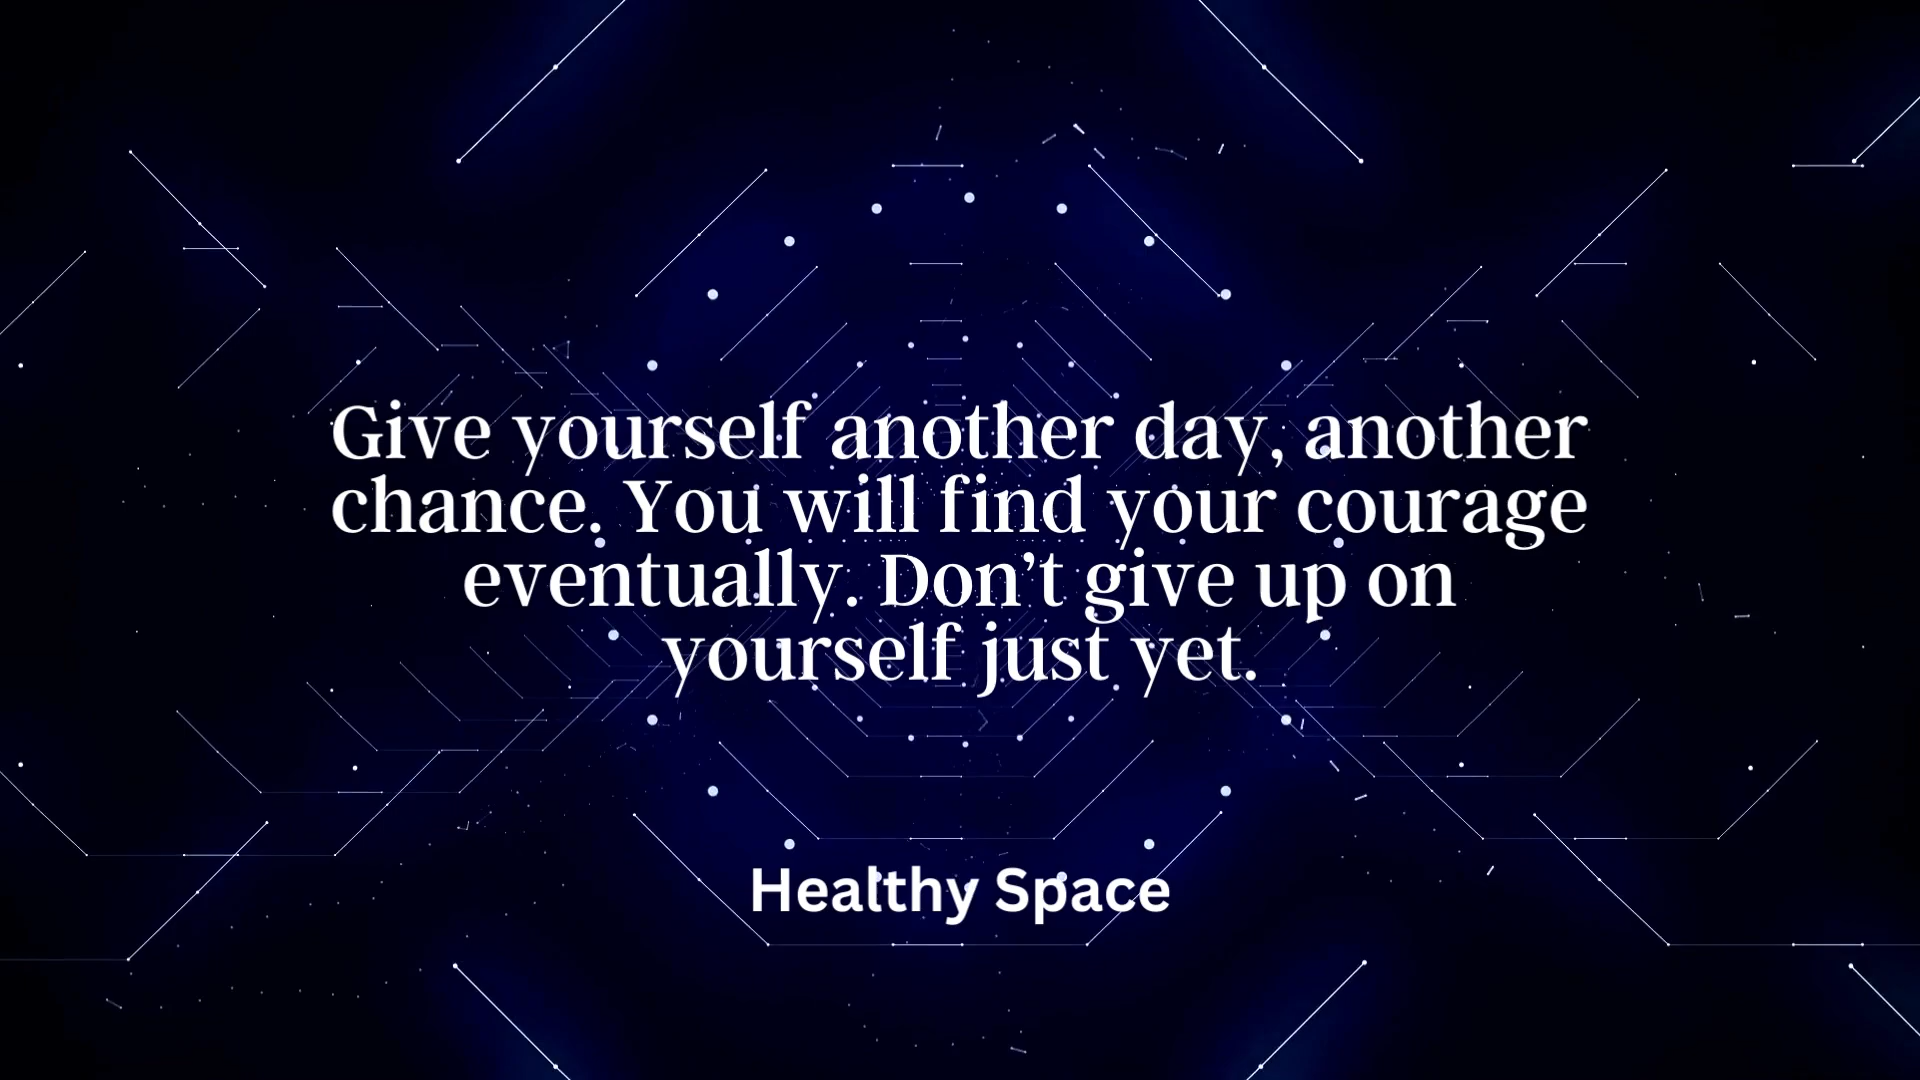 Give yourself another day, another
chance. You will find your courage
eventually. Don’t give up on
yourself just yet.
Healthy Space